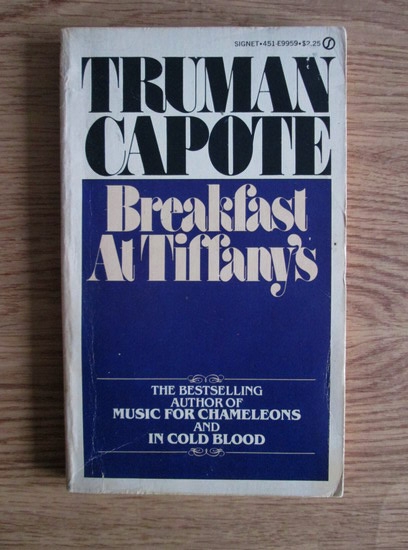 SIGNET•451-E9959•$2.25
TRUMAN
CAPOTE
Breakfast
At Tiffany's
THE BESTSELLING
AUTHOR OF
MUSIC FOR CHAMELEONS
AND
IN COLD BLOOD